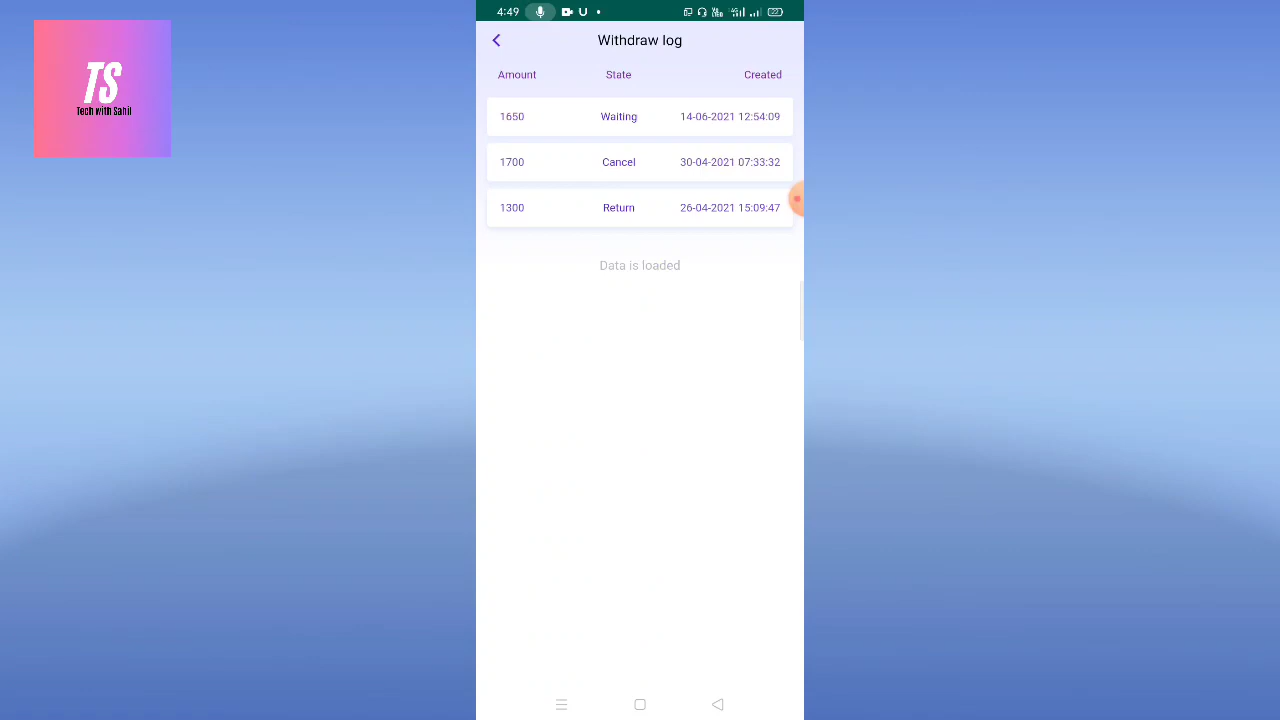 TS
Tech with Sahil
4:49
Withdraw log
Amount State Created
1650 Waiting 14-06-2021 12:54:09
1700 Cancel 30-04-2021 07:33:32
1300 Return 26-04-2021 15:09:47
Data is loaded